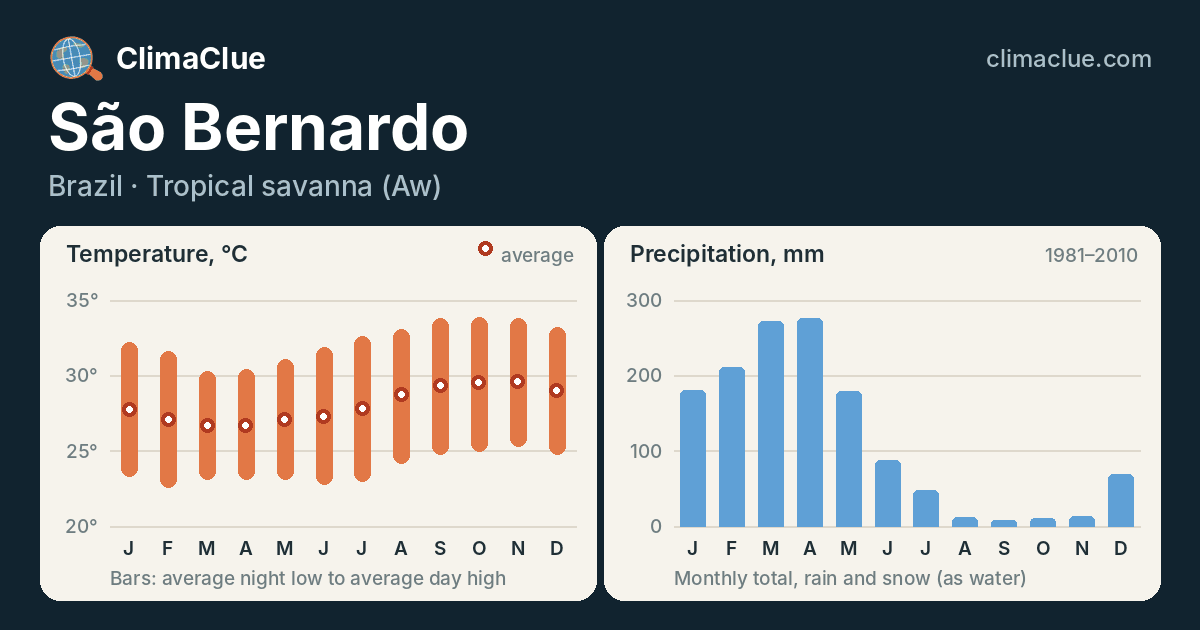 ClimaClue
climaclue.com
São Bernardo
Brazil · Tropical savanna (Aw)
Temperature, °C
average
35°
30°
25°
20°
J F M A M J J A S O N D
Bars: average night low to average day high
Precipitation, mm
1981–2010
300
200
100
0
J F M A M J J A S O N D
Monthly total, rain and snow (as water)